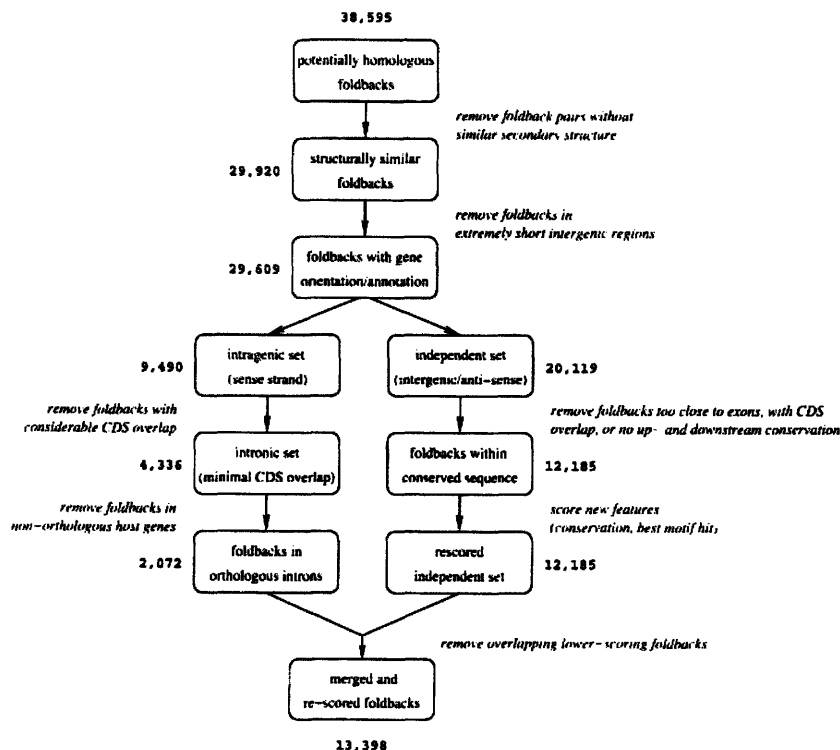 38,595
potentially homologous
foldbacks
remove foldback pairs without
similar secondary structure
29,920
structurally similar
foldbacks
remove foldbacks in
extremely short intergenic regions
29,609
foldbacks with gene
orientation/annotation
9,490
intragenic set
(sense strand)
independent set
(intergenic/anti-sense)
20,119
remove foldbacks with
considerable CDS overlap
remove foldbacks too close to exons, with CDS
overlap, or no up- and downstream conservation
4,336
intronic set
(minimal CDS overlap)
foldbacks within
conserved sequence
12,185
remove foldbacks in
non-orthologous host genes
score new features
(conservation, best motif hit)
2,072
foldbacks in
orthologous introns
rescored
independent set
12,185
remove overlapping lower-scoring foldbacks
merged and
re-scored foldbacks
13,398